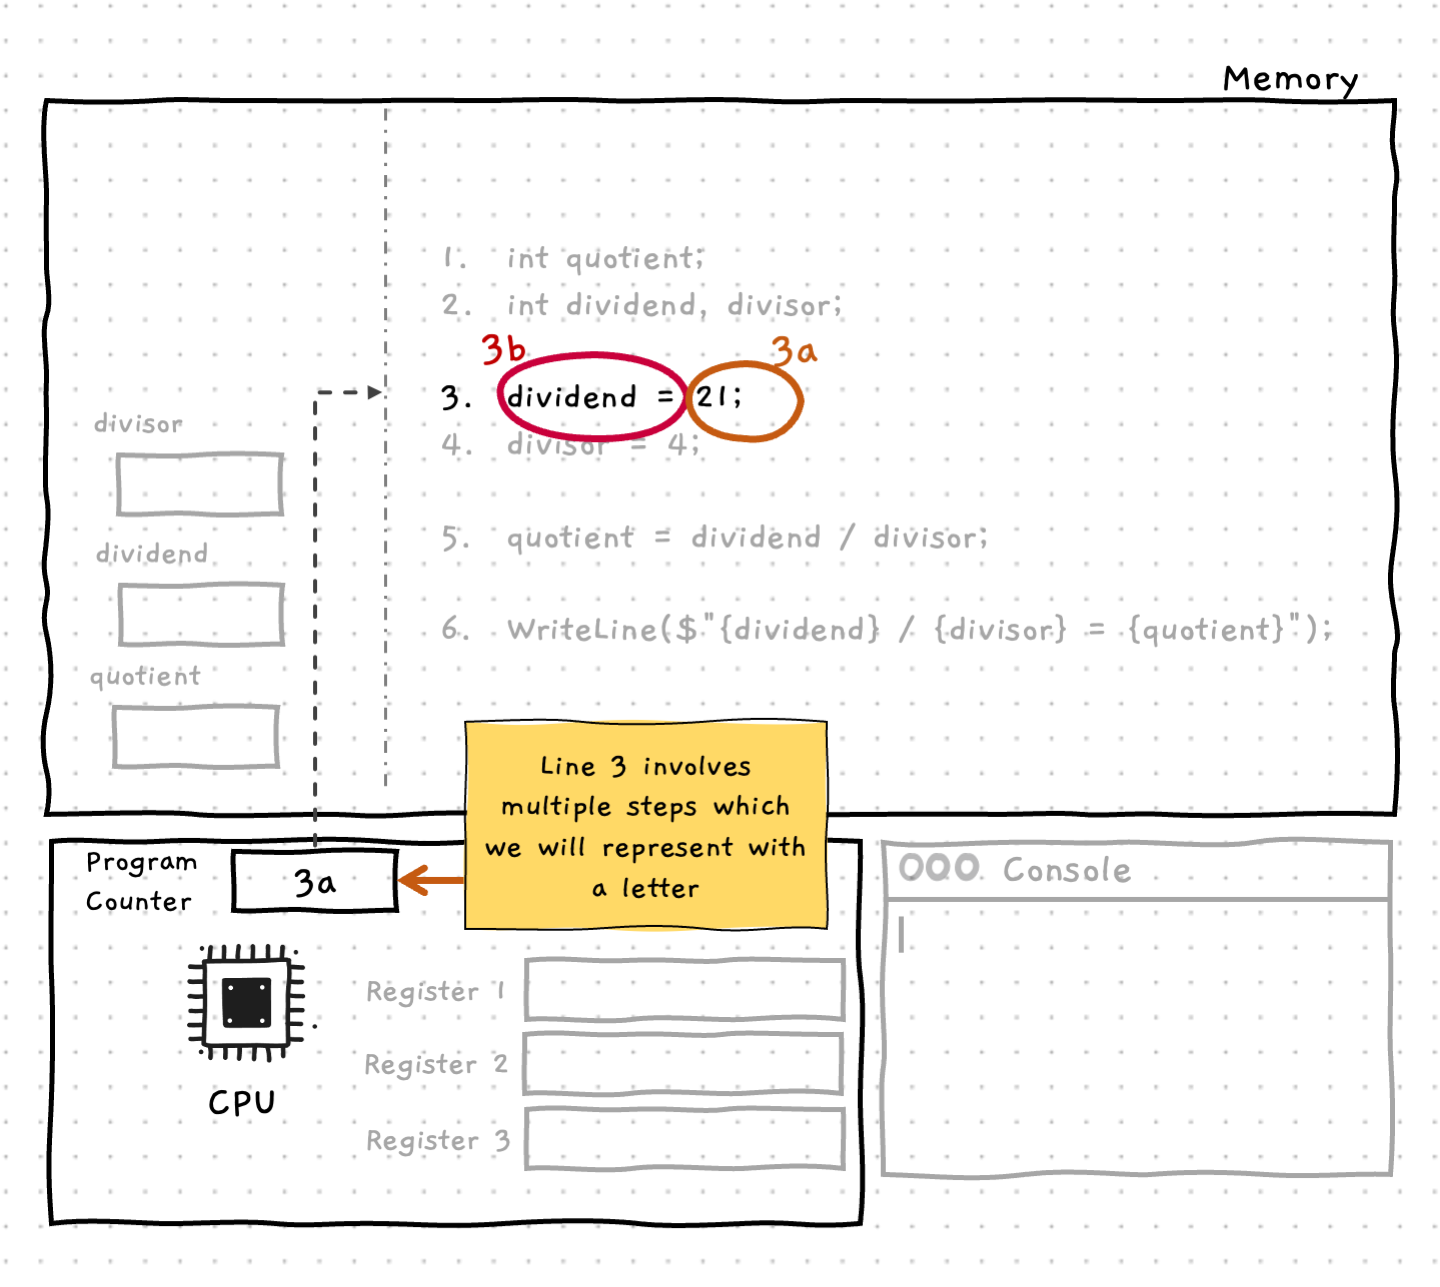 Memory
1. int quotient;
2. int dividend, divisor;
3b
3a
3. dividend = 21;
4. divisor = 4;
5. quotient = dividend / divisor;
6. WriteLine($"{dividend} / {divisor} = {quotient}");
divisor
dividend
quotient
Line 3 involves
multiple steps which
we will represent with
a letter
Program
Counter
3a
CPU
Register 1
Register 2
Register 3
Console